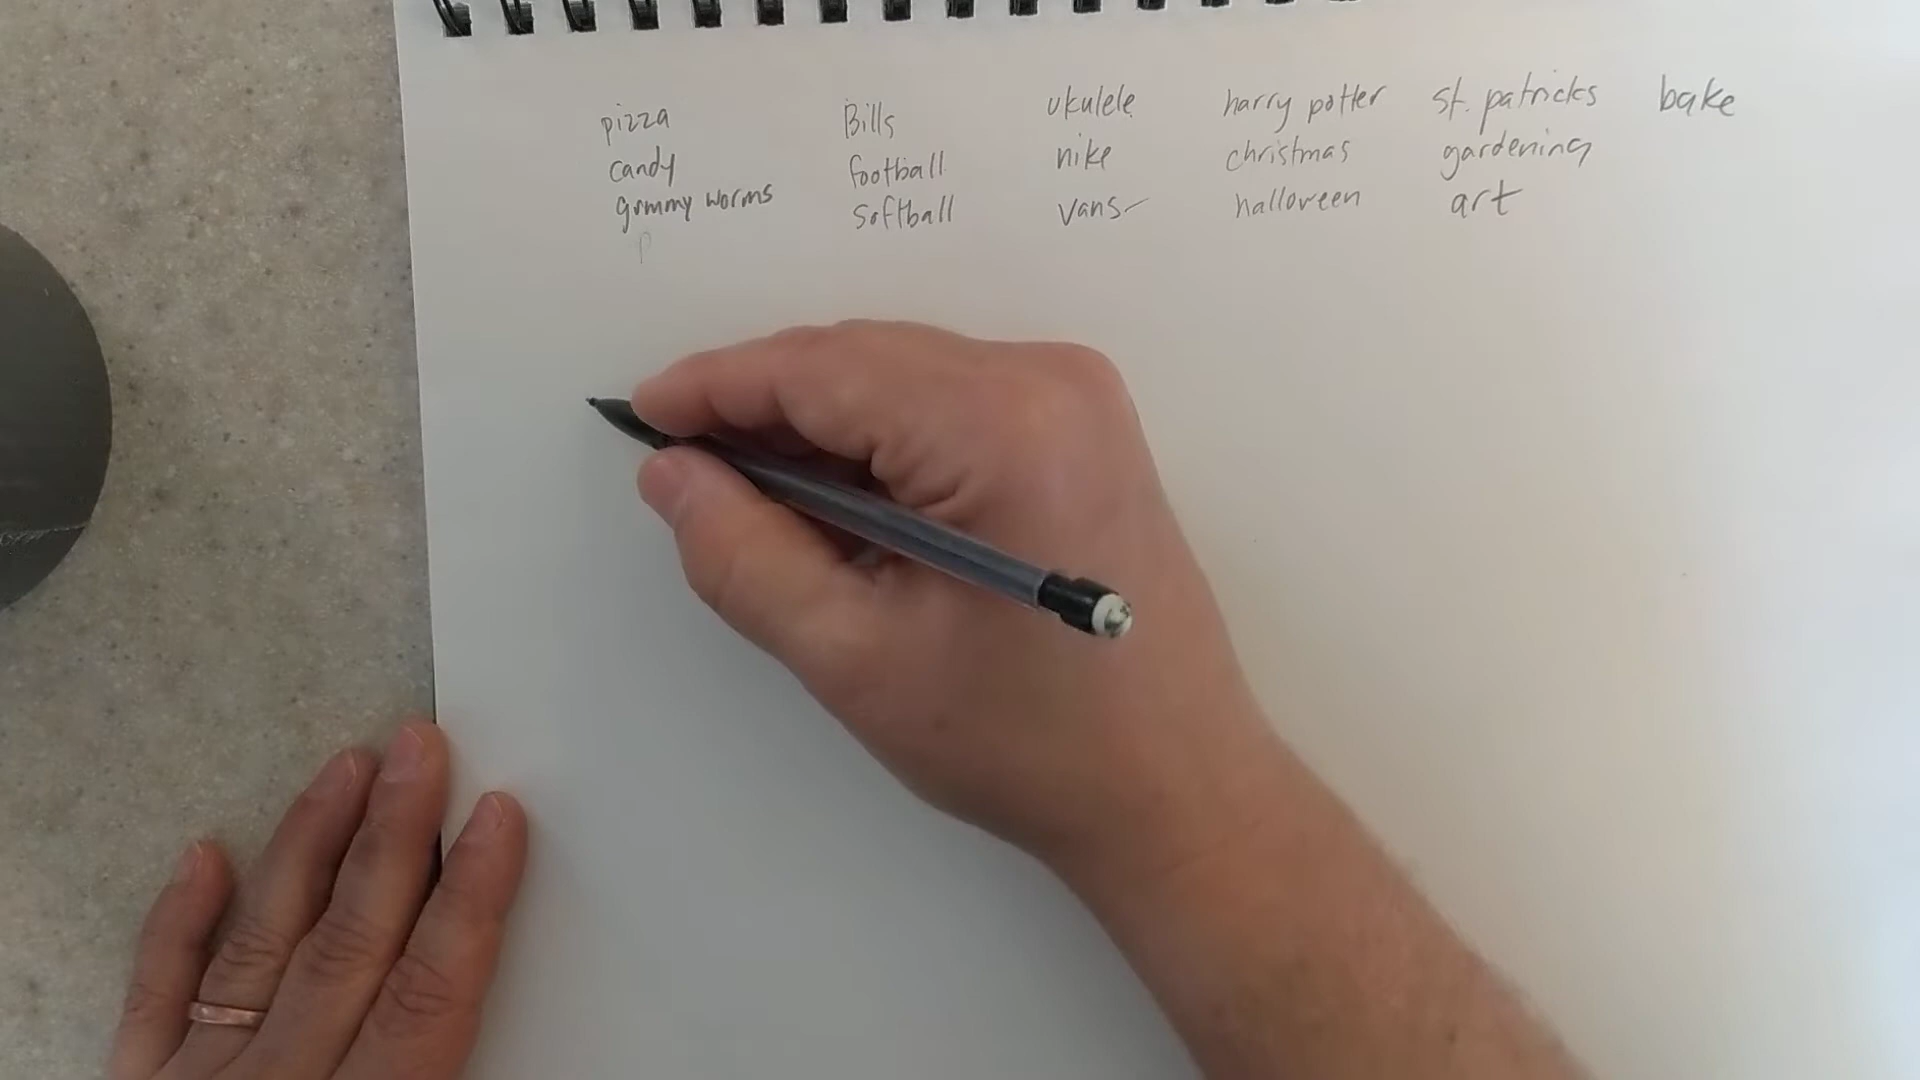 pizza
candy
gummy worms
p
Bills
football
softball
ukulele
nike
vans
harry potter
christmas
halloween
st. patricks
gardening
art
bake